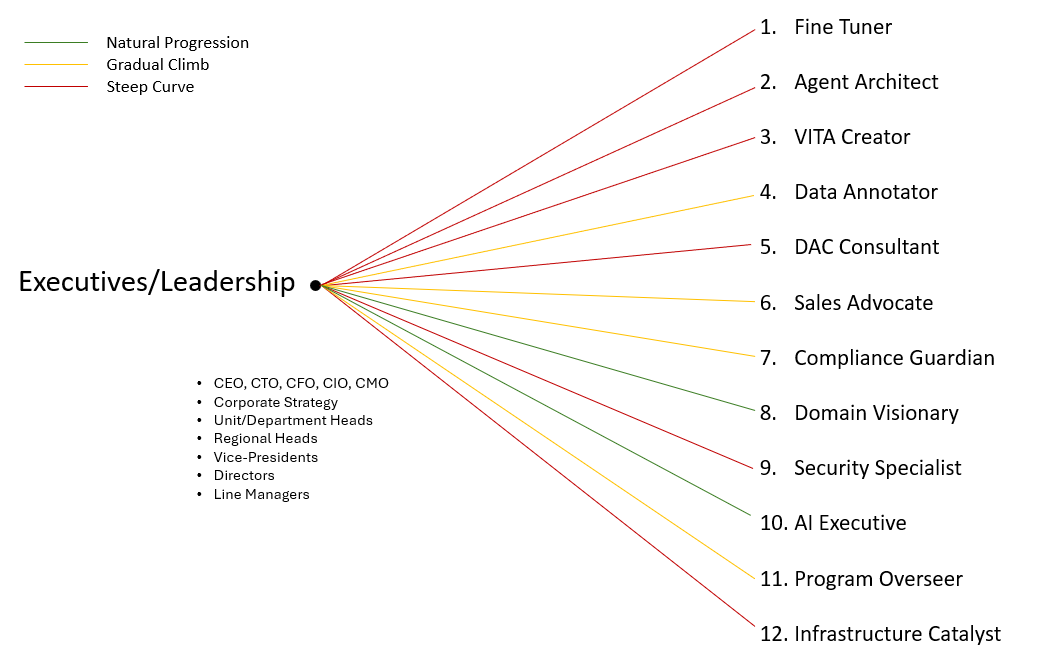 Natural Progression
Gradual Climb
Steep Curve
Executives/Leadership
• CEO, CTO, CFO, CIO, CMO
• Corporate Strategy
• Unit/Department Heads
• Regional Heads
• Vice-Presidents
• Directors
• Line Managers
1. Fine Tuner
2. Agent Architect
3. VITA Creator
4. Data Annotator
5. DAC Consultant
6. Sales Advocate
7. Compliance Guardian
8. Domain Visionary
9. Security Specialist
10. AI Executive
11. Program Overseer
12. Infrastructure Catalyst